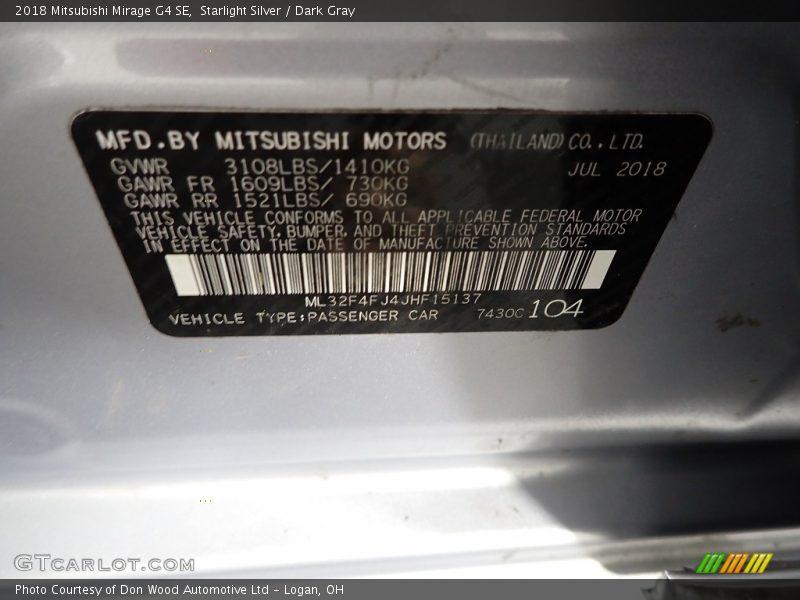 2018 Mitsubishi Mirage G4 SE,  Starlight Silver / Dark Gray
MFD.BY MITSUBISHI MOTORS (THAILAND) CO., LTD.
GVWR 3108LBS/1410KG JUL 2018
GAWR FR 1609LBS/ 730KG
GAWR RR 1521LBS/ 690KG
THIS VEHICLE CONFORMS TO ALL APPLICABLE FEDERAL MOTOR
VEHICLE SAFETY, BUMPER, AND THEFT PREVENTION STANDARDS
IN EFFECT ON THE DATE OF MANUFACTURE SHOWN ABOVE.
ML32F4FJ4JHF15137
VEHICLE TYPE:PASSENGER CAR 7430C 104
GTCARLOT.COM
Photo Courtesy of Don Wood Automotive Ltd - Logan, OH